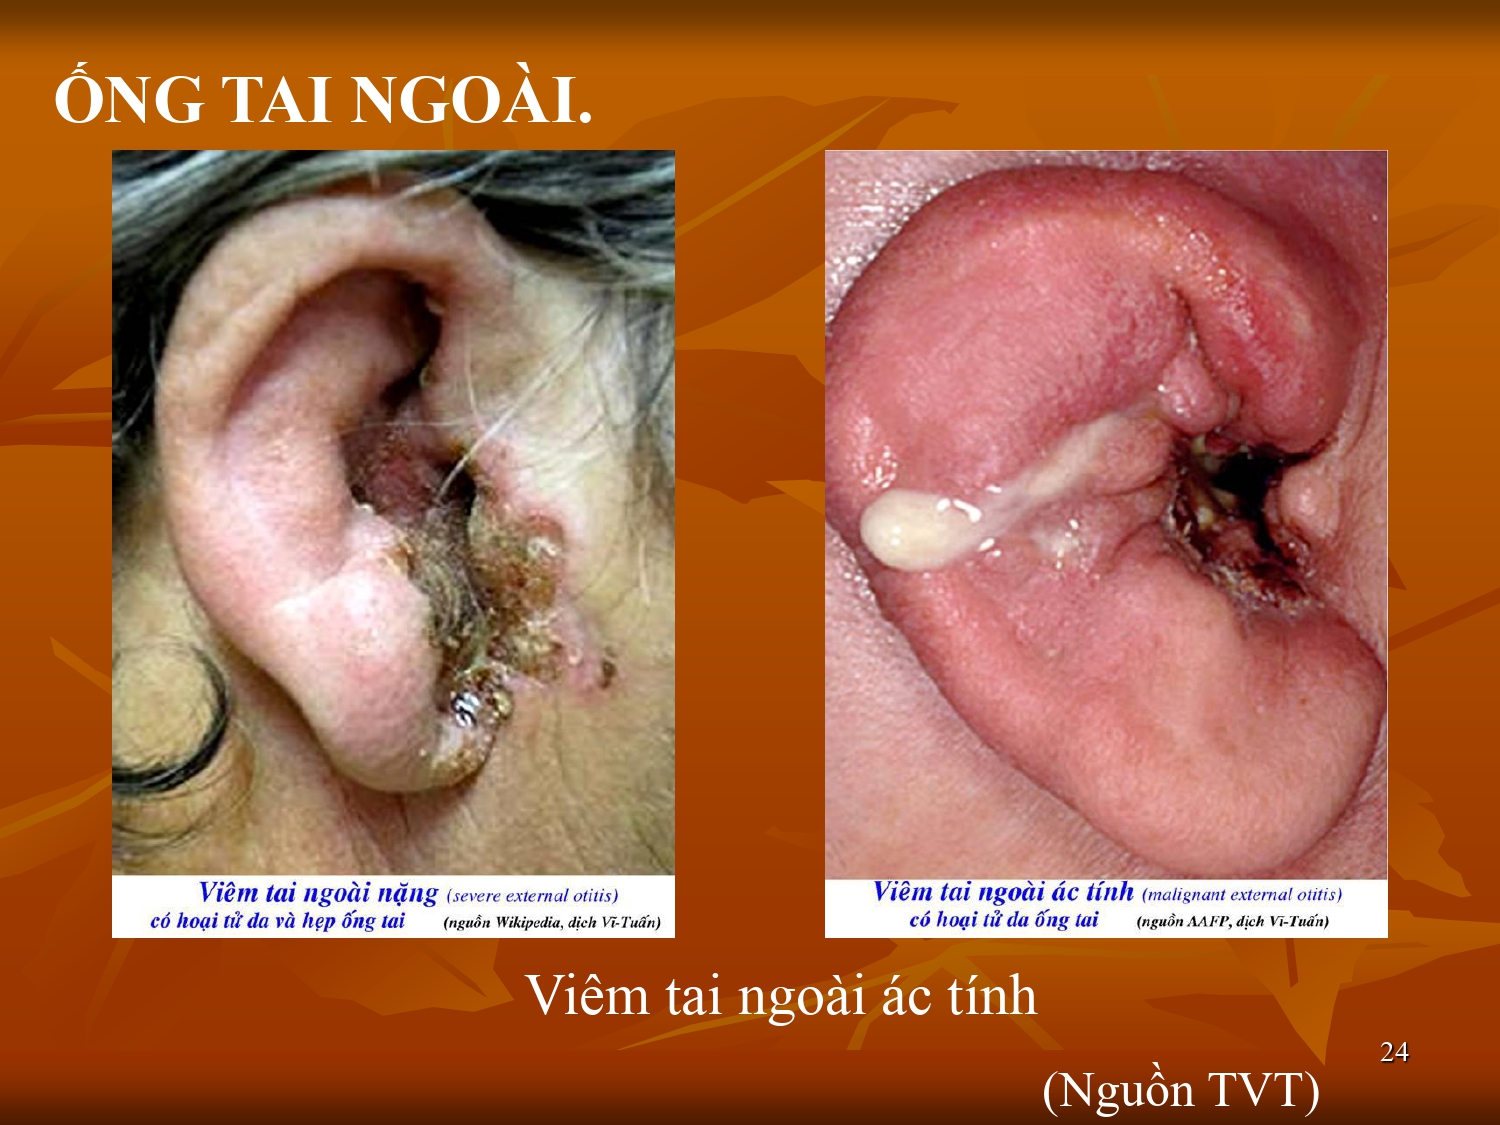 ỐNG TAI NGOÀI.
Viêm tai ngoài nặng (severe external otitis)
có hoại tử da và hẹp ống tai (nguồn Wikipedia, dịch Vĩ-Tuấn)
Viêm tai ngoài ác tính (malignant external otitis)
có hoại tử da ống tai (nguồn AAFP, dịch Vĩ-Tuấn)
Viêm tai ngoài ác tính
24
(Nguồn TVT)